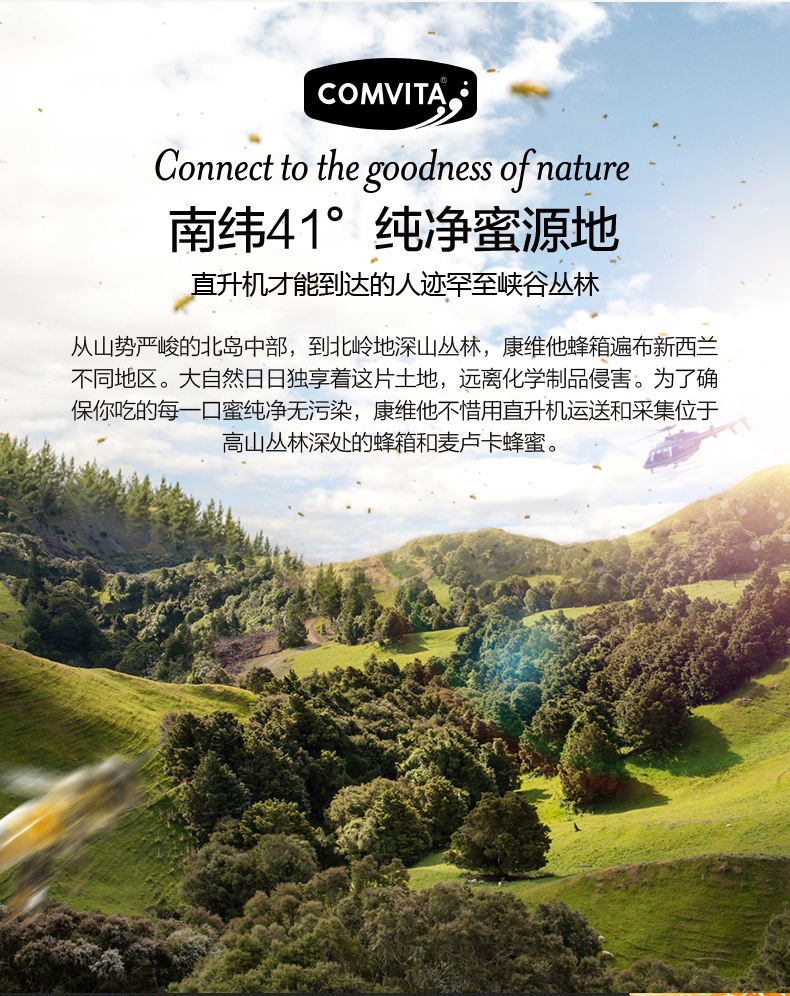 COMVITA®
Connect to the goodness of nature
南纬41°纯净蜜源地
直升机才能到达的人迹罕至峡谷丛林
从山势严峻的北岛中部，到北岭地深山丛林，康维他蜂箱遍布新西兰
不同地区。大自然日日独享着这片土地，远离化学制品侵害。为了确
保你吃的每一口蜜纯净无污染，康维他不惜用直升机运送和采集位于
高山丛林深处的蜂箱和麦卢卡蜂蜜。